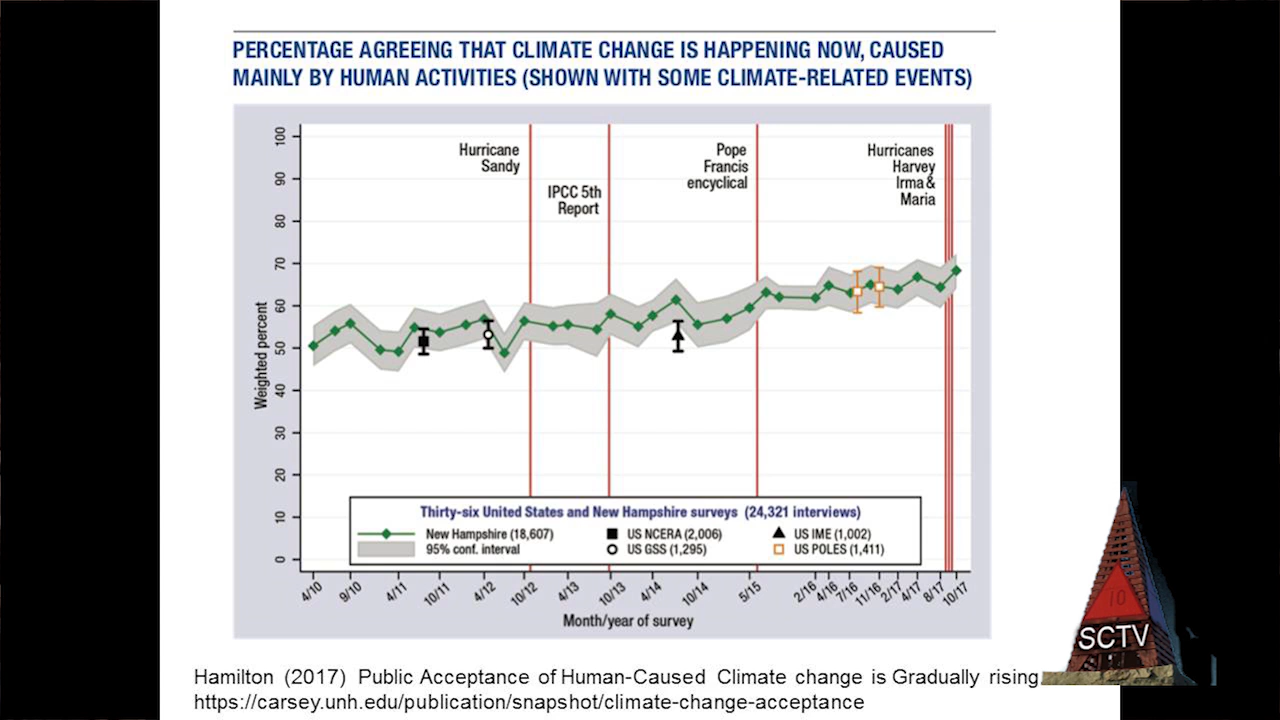 PERCENTAGE AGREEING THAT CLIMATE CHANGE IS HAPPENING NOW, CAUSED
MAINLY BY HUMAN ACTIVITIES (SHOWN WITH SOME CLIMATE-RELATED EVENTS)
Weighted percent
100
90
80
70
60
50
40
30
20
10
0
Hurricane
Sandy
IPCC 5th
Report
Pope
Francis
encyclical
Hurricanes
Harvey
Irma &
Maria
Thirty-six United States and New Hampshire surveys (24,321 interviews)
New Hampshire (18,607)
95% conf. interval
US NCERA (2,006)
US GSS (1,295)
US IME (1,002)
US POLES (1,411)
4/10 9/10 4/11 10/11 4/12 10/12 4/13 10/13 4/14 10/14 5/15 2/16 4/16 7/16 11/16 2/17 4/17 8/17 10/17
Month/year of survey
Hamilton (2017) Public Acceptance of Human-Caused Climate change is Gradually rising.
https://carsey.unh.edu/publication/snapshot/climate-change-acceptance
10
SCTV